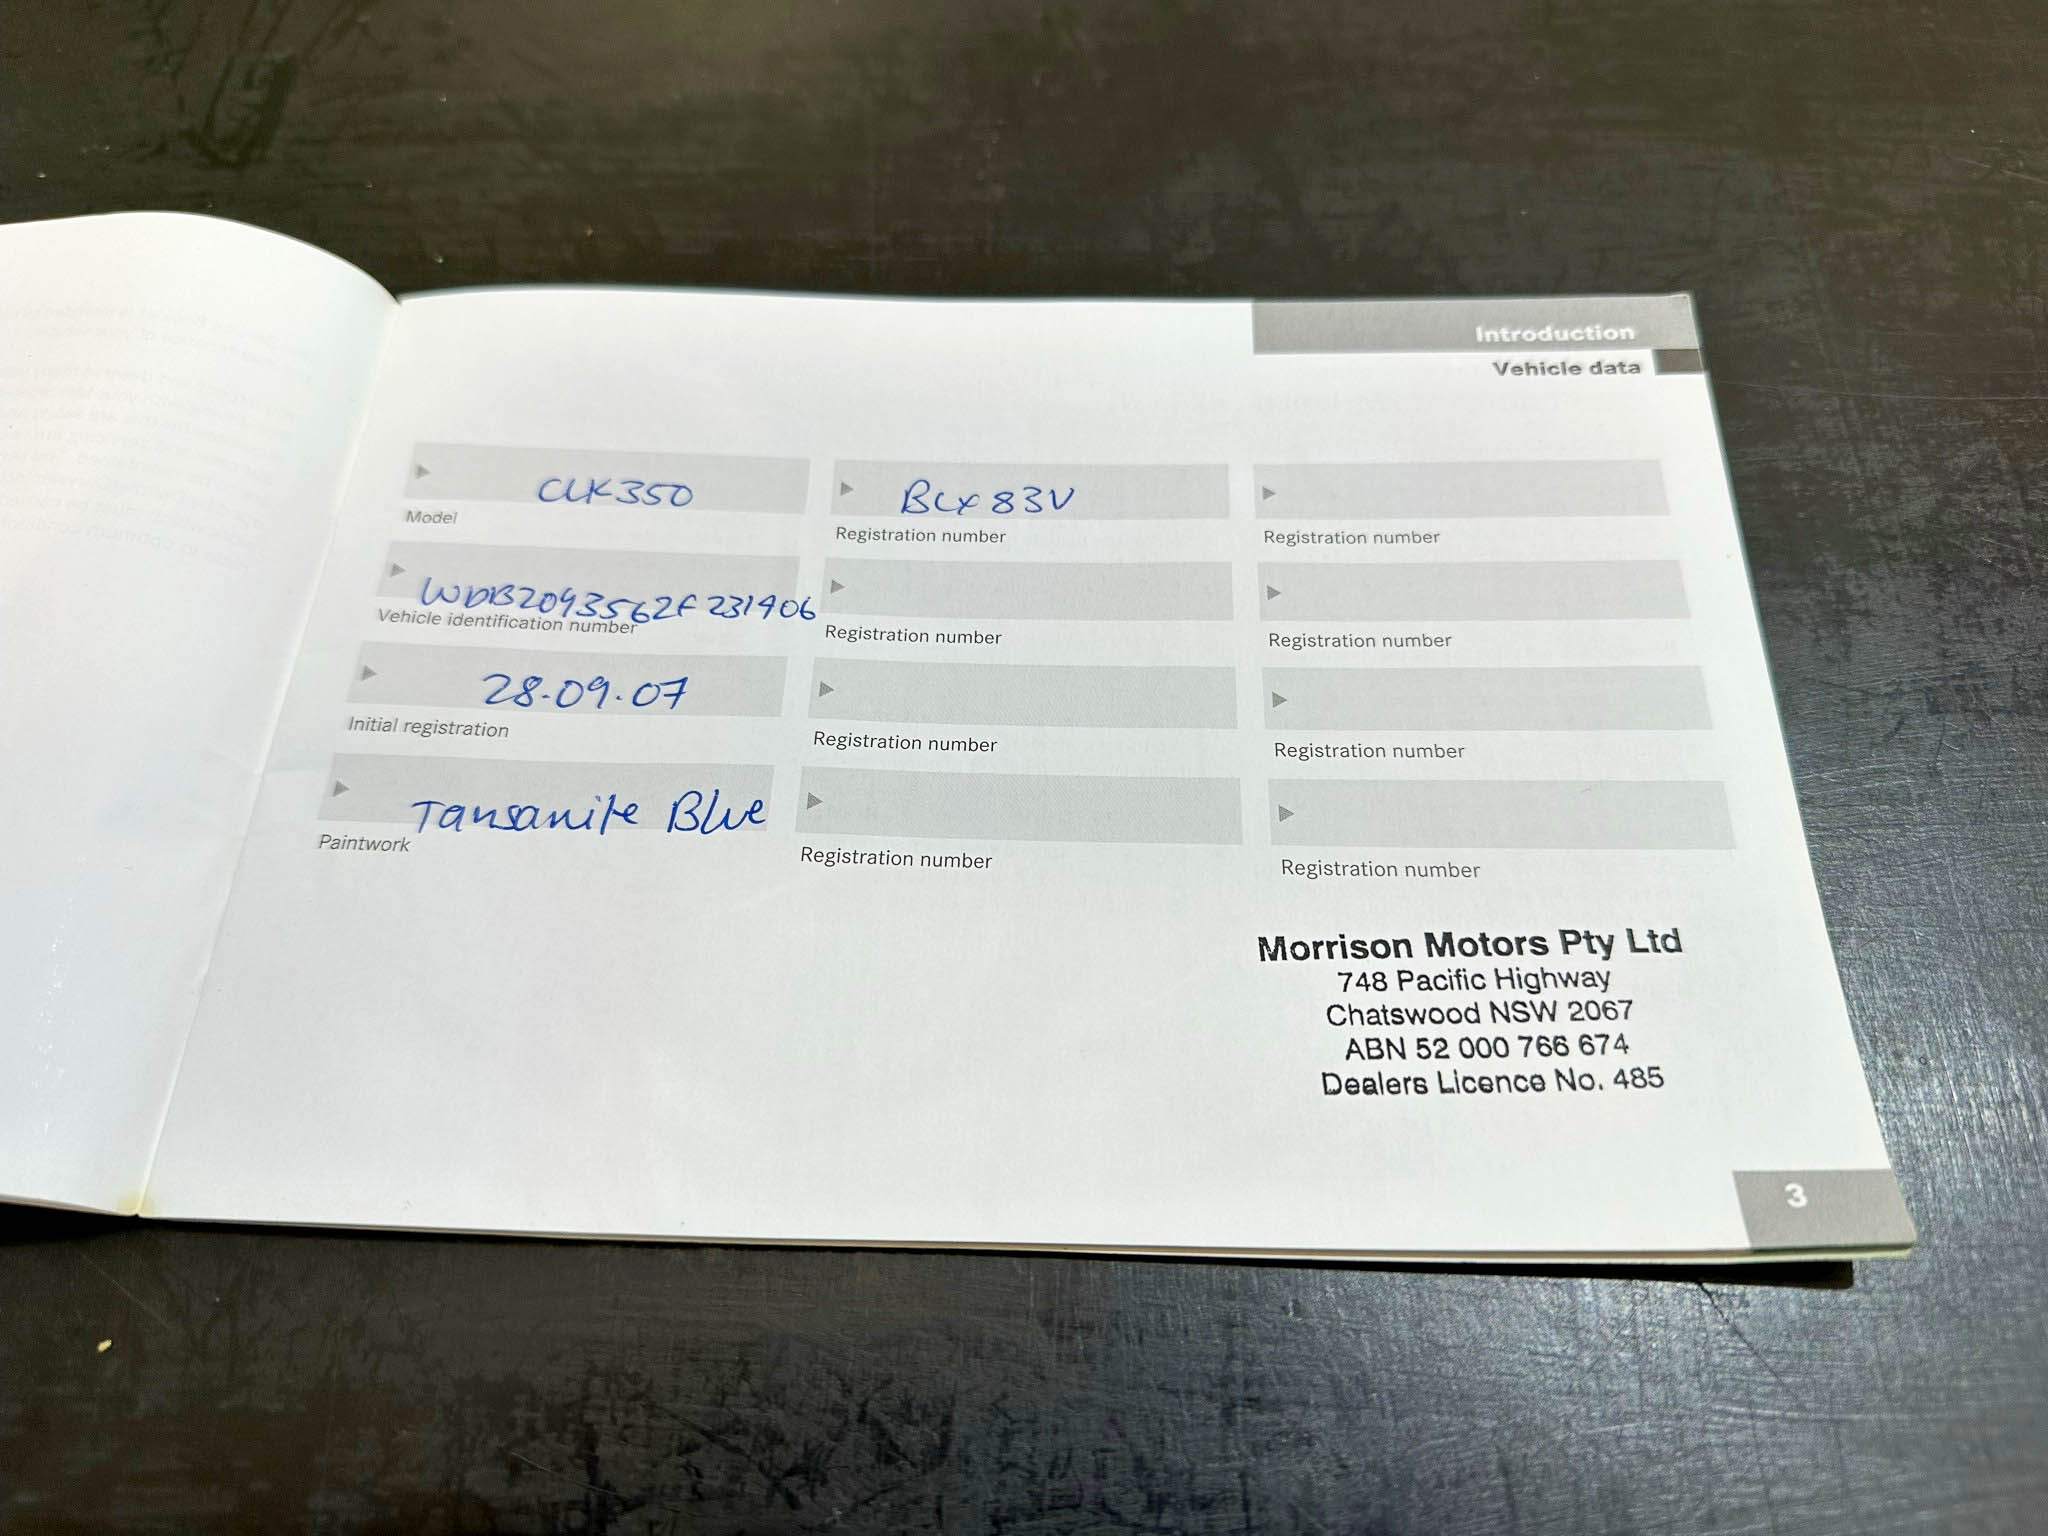 Introduction
Vehicle data
CLK350
Model
BCX83V
Registration number
Registration number
WDB2093562F231406
Vehicle identification number
Registration number
Registration number
28.09.07
Initial registration
Registration number
Registration number
Tansanite Blue
Paintwork
Registration number
Registration number
Morrison Motors Pty Ltd
748 Pacific Highway
Chatswood NSW 2067
ABN 52 000 766 674
Dealers Licence No. 485
3